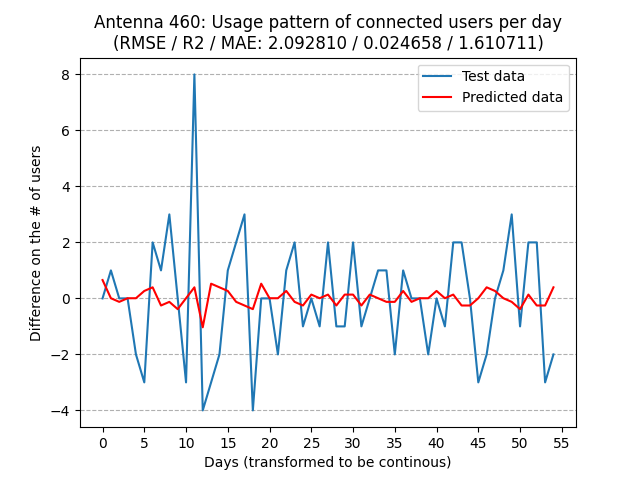 Antenna 460: Usage pattern of connected users per day
(RMSE / R2 / MAE: 2.092810 / 0.024658 / 1.610711)
Test data
Predicted data
Difference on the # of users
8
6
4
2
0
−2
−4
0 5 10 15 20 25 30 35 40 45 50 55
Days (transformed to be continous)